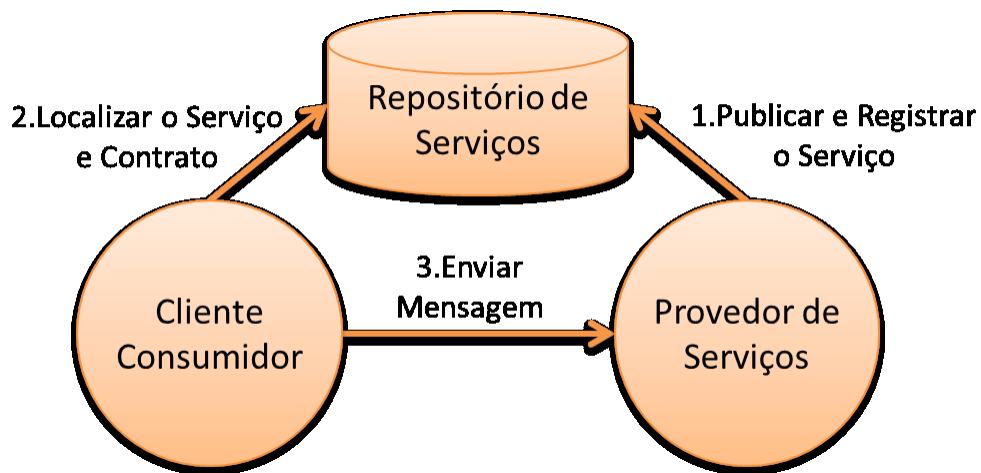 Repositório de
Serviços
2.Localizar o Serviço
e Contrato
1.Publicar e Registrar
o Serviço
3.Enviar
Mensagem
Cliente
Consumidor
Provedor de
Serviços